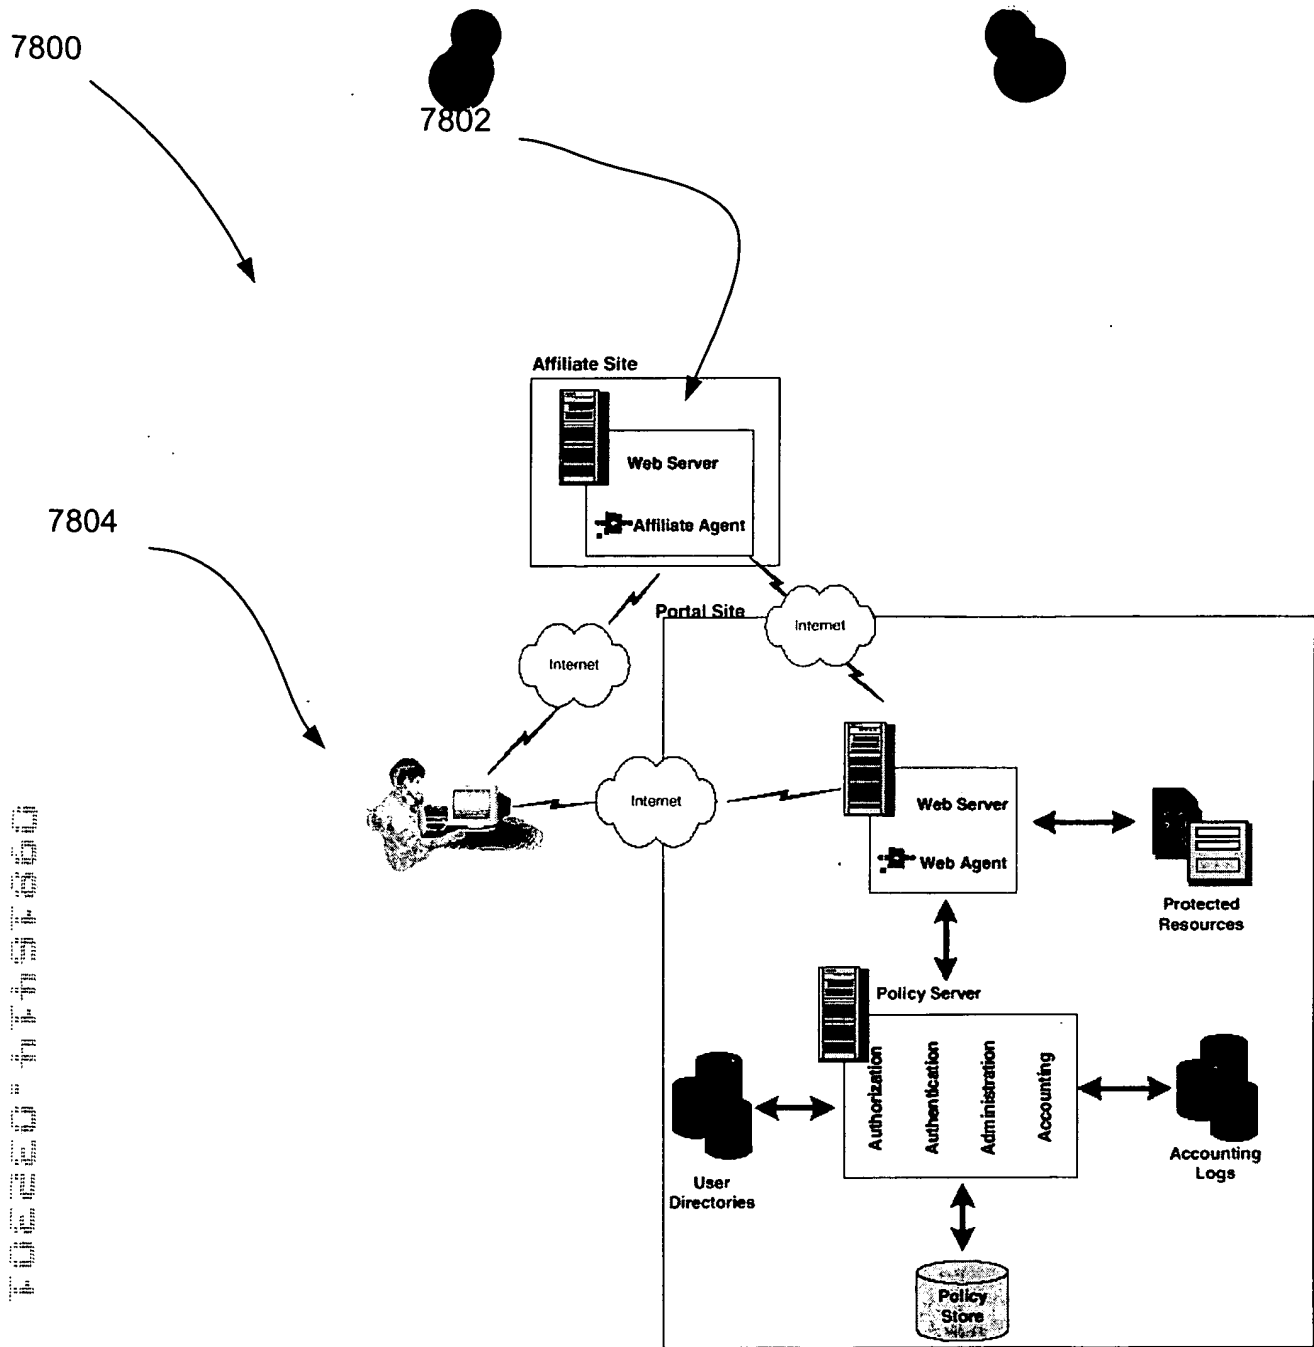 7800
7802
Affiliate Site
Web Server
Affiliate Agent
7804
Portal Site
Internet
Internet
Internet
Web Server
Web Agent
Protected
Resources
Policy Server
Authorization
Authentication
Administration
Accounting
User
Directories
Accounting
Logs
Policy
Store